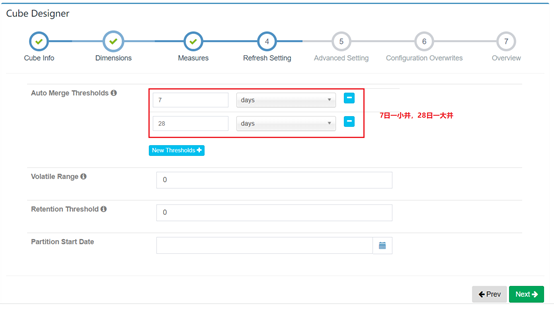 Cube Designer
4
5
6
7
Cube Info
Dimensions
Measures
Refresh Setting
Advanced Setting
Configuration Overwrites
Overview
Auto Merge Thresholds
7
days
28
days
7日一小井，28日一大井
New Thresholds +
Volatile Range
0
Retention Threshold
0
Partition Start Date
Prev
Next